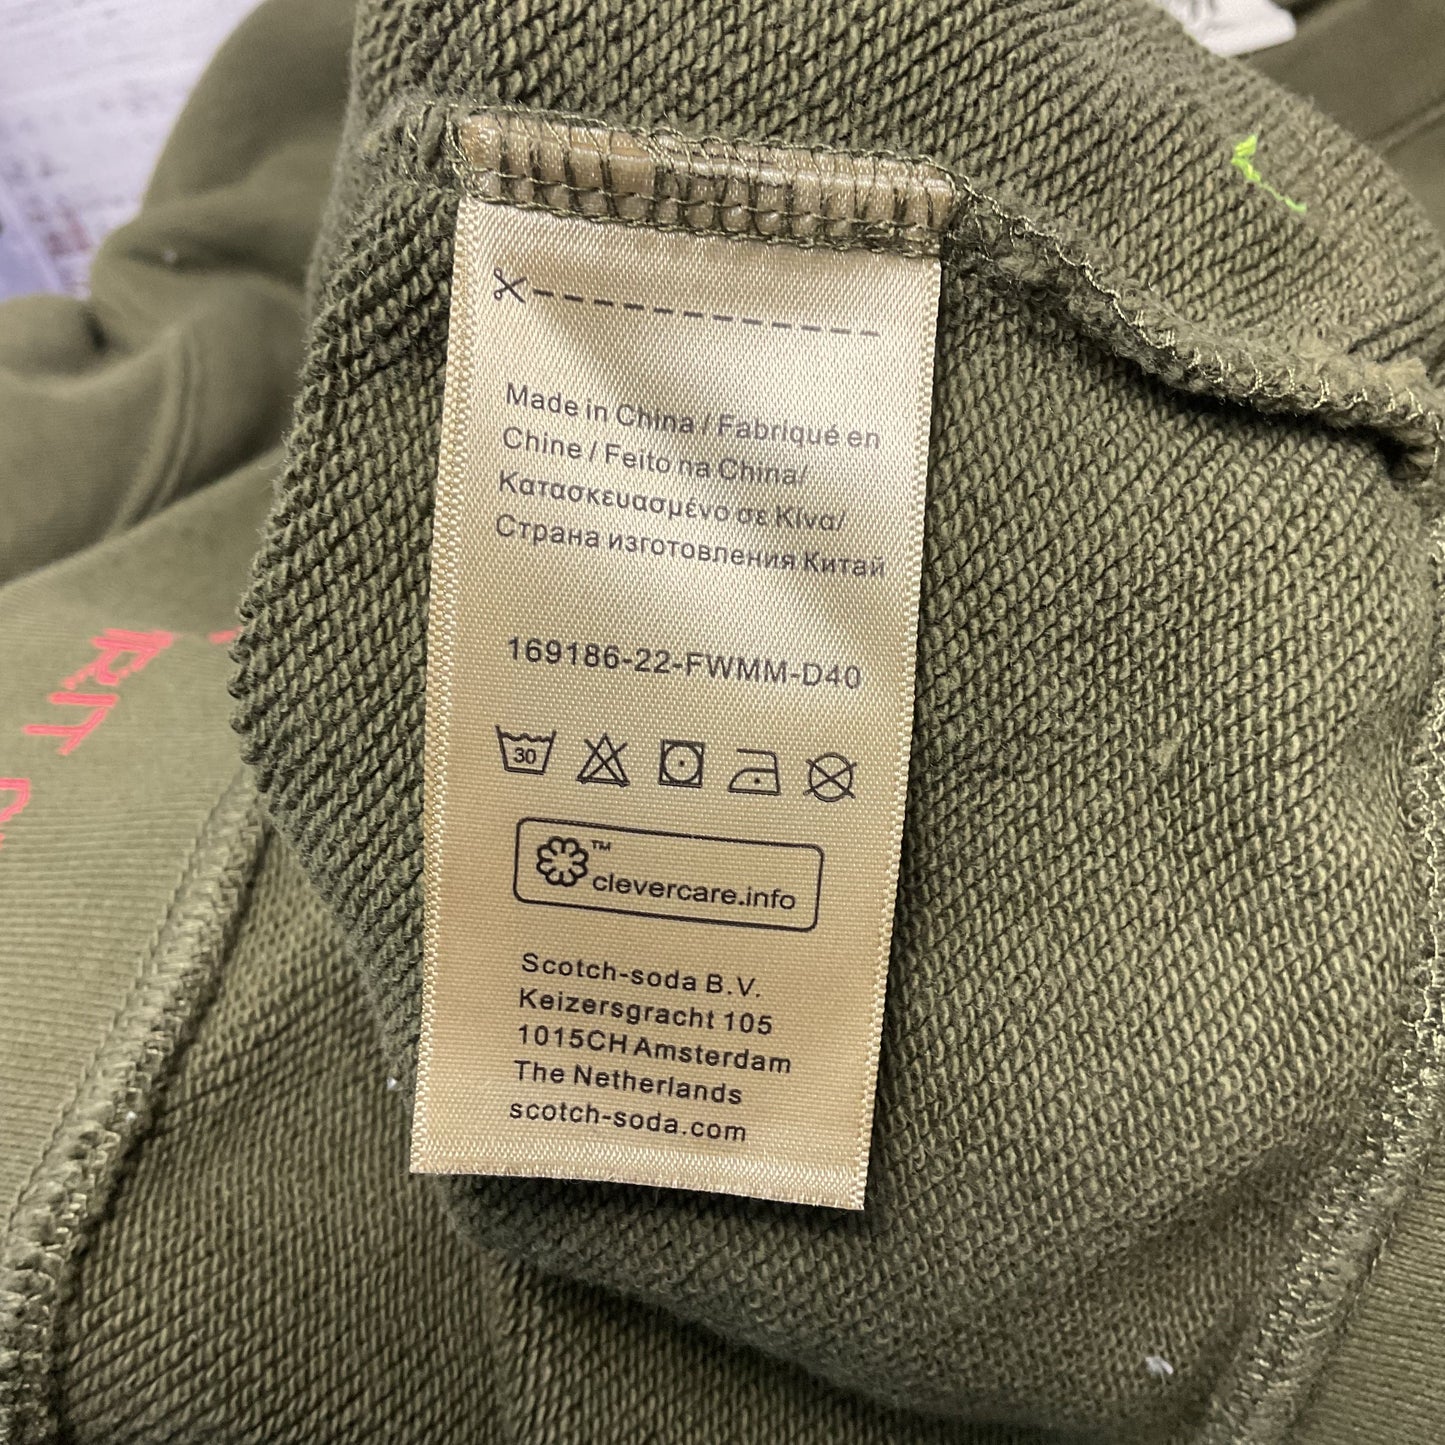 Made in China / Fabriqué en
Chine / Feito na China/
Κατασκευασμένο σε Κίνα/
Страна изготовления Китай
169186-22-FWMM-D40
30
™
clevercare.info
Scotch-soda B.V.
Keizersgracht 105
1015CH Amsterdam
The Netherlands
scotch-soda.com